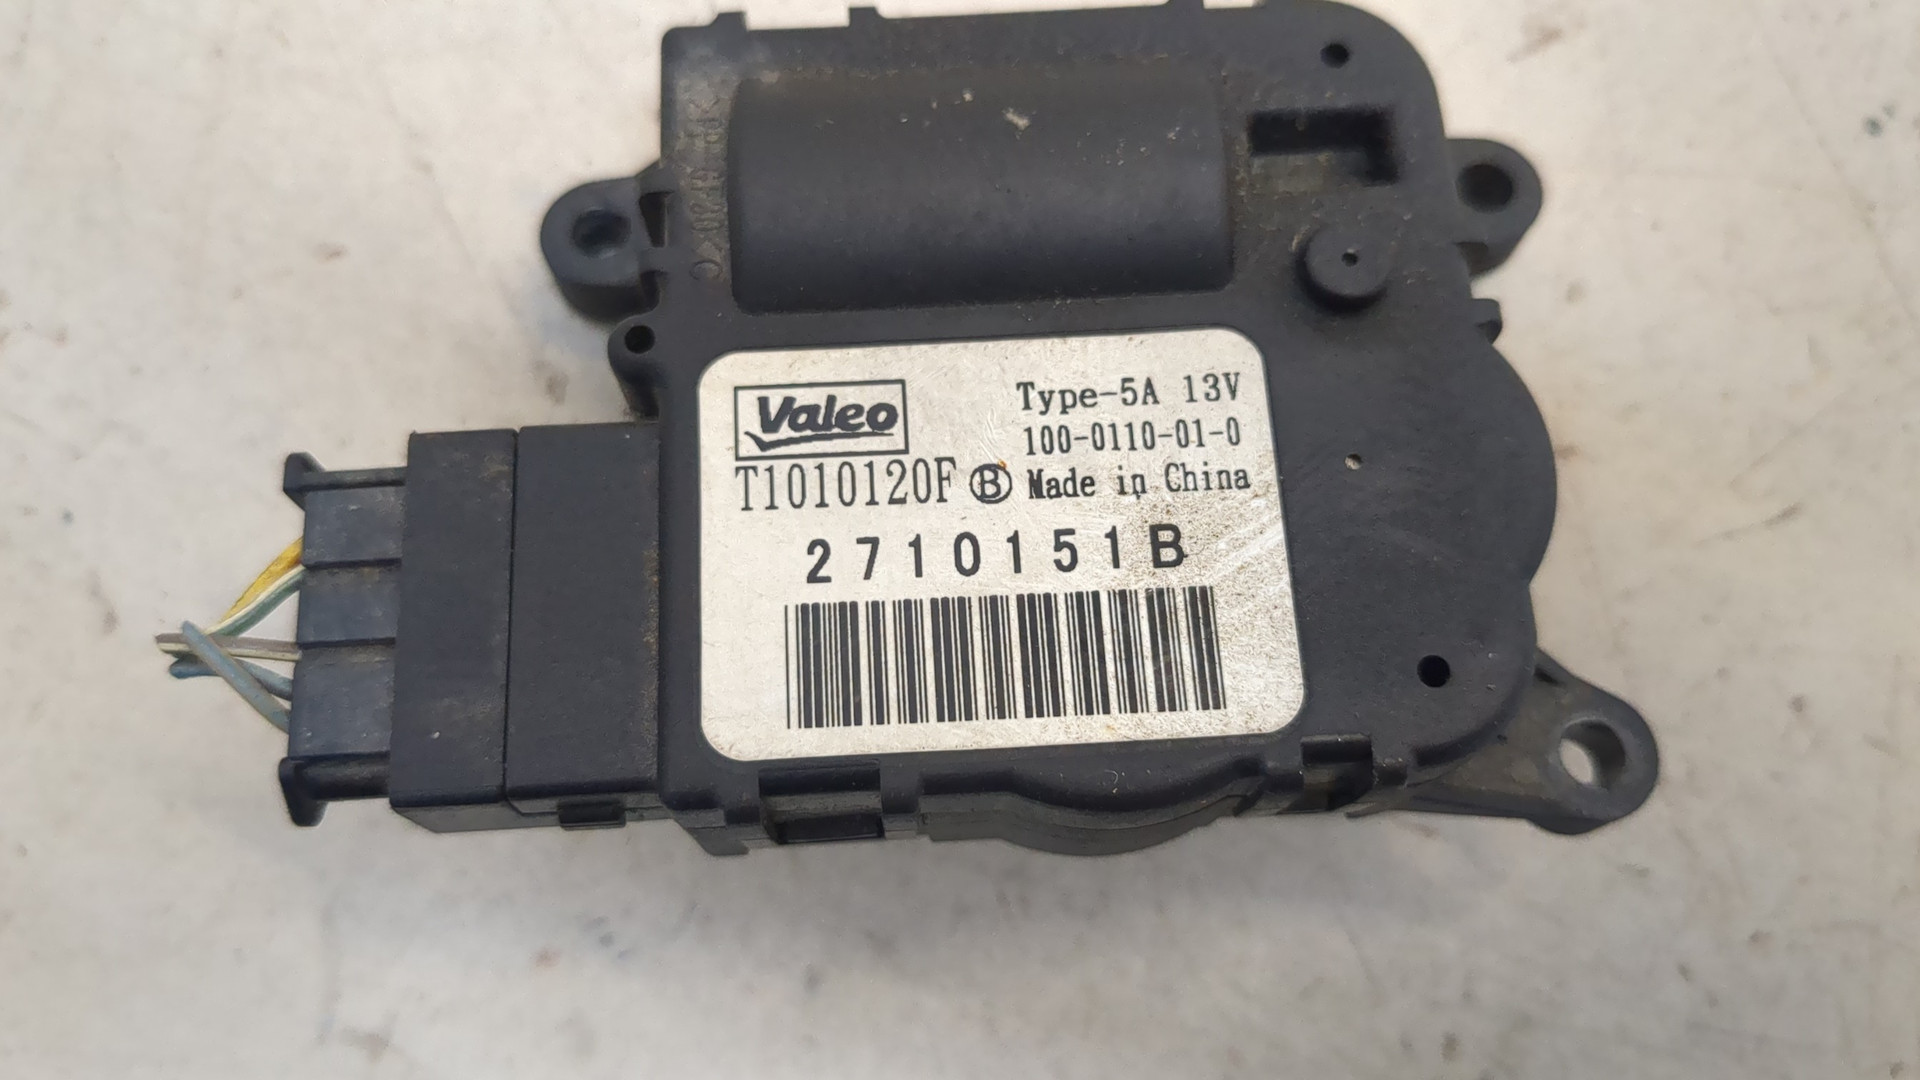 Valeo
Type-5A 13V
100-0110-01-0
T1010120F Ⓑ Made in China
2710151B